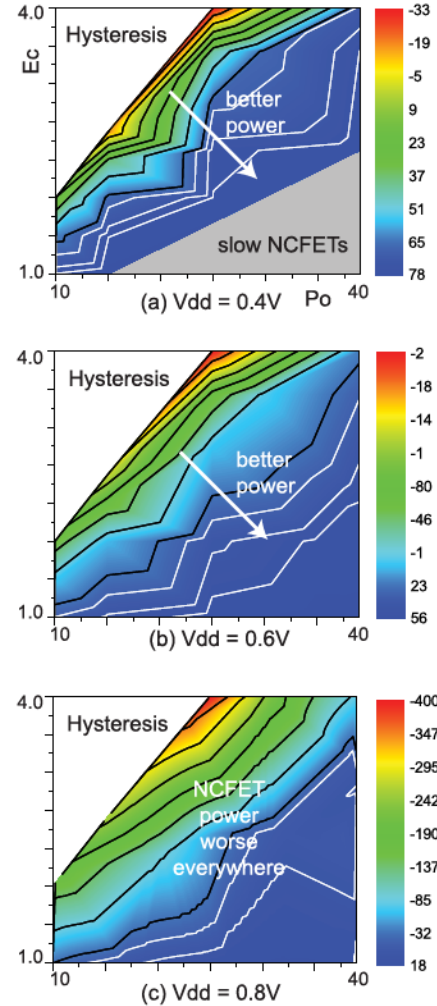 4.0
Hysteresis
Ec
better
power
slow NCFETs
1.0
10
40
(a) Vdd = 0.4V
Po
-33
-19
-5
9
23
37
51
65
78
4.0
Hysteresis
better
power
1.0
10
40
(b) Vdd = 0.6V
-2
-18
-14
-1
-80
-46
-1
23
56
4.0
Hysteresis
NCFET
power
worse
everywhere
1.0
10
40
(c) Vdd = 0.8V
-400
-347
-295
-242
-190
-137
-85
-32
18